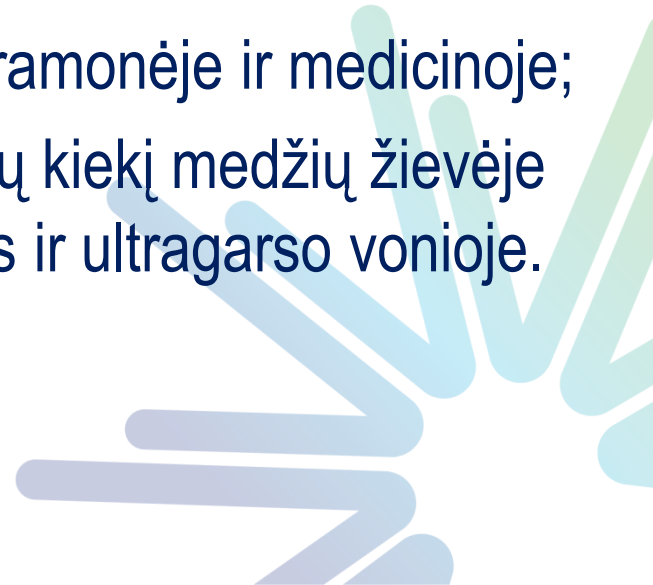 ramonėje ir medicinoje;
ų kiekį medžių žievėje
s ir ultragarso vonioje.